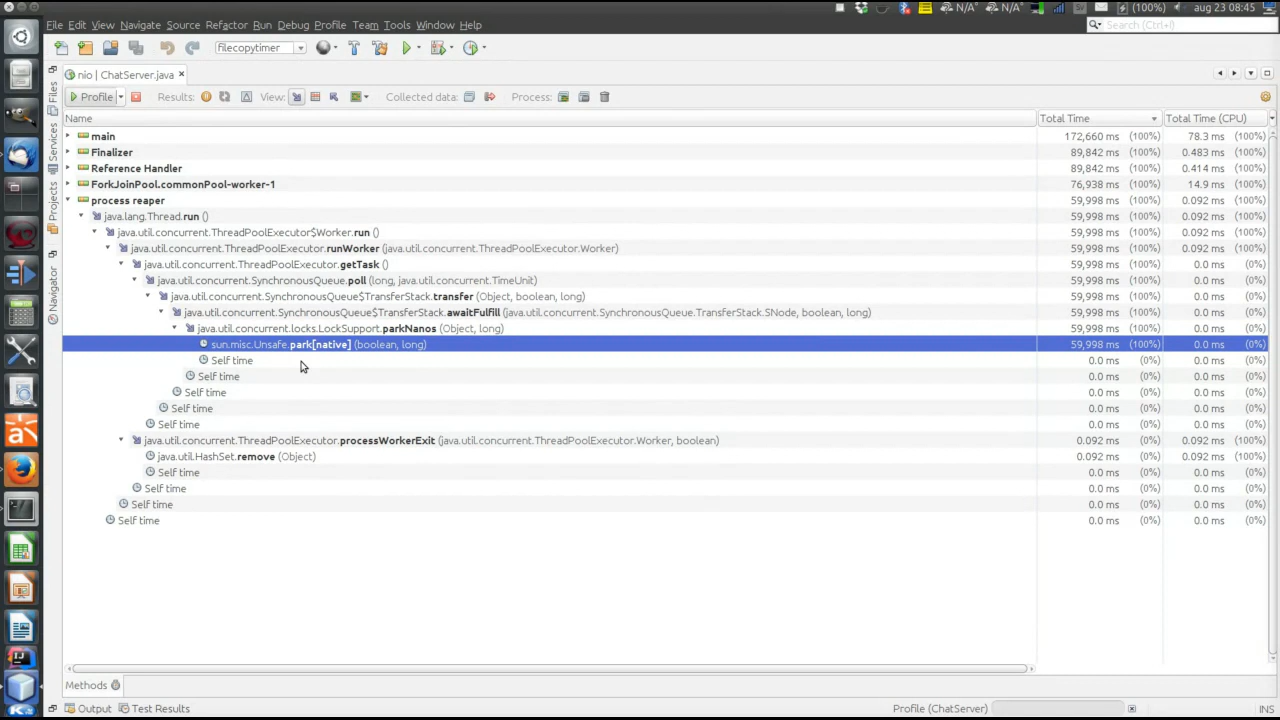 (100%) aug 23 08:45
File Edit View Navigate Source Refactor Run Debug Profile Team Tools Window Help
Search (Ctrl+I)
filecopytimer
nio | ChatServer.java
Profile Results: View: Collected data: Process:
Name Total Time Total Time (CPU)
main 172,660 ms (100%) 78.3 ms (100%)
Finalizer 89,842 ms (100%) 0.483 ms (100%)
Reference Handler 89,842 ms (100%) 0.414 ms (100%)
ForkJoinPool.commonPool-worker-1 76,938 ms (100%) 14.9 ms (100%)
process reaper 59,998 ms (100%) 0.092 ms (100%)
java.lang.Thread.run () 59,998 ms (100%) 0.092 ms (100%)
java.util.concurrent.ThreadPoolExecutor$Worker.run () 59,998 ms (100%) 0.092 ms (100%)
java.util.concurrent.ThreadPoolExecutor.runWorker (java.util.concurrent.ThreadPoolExecutor.Worker) 59,998 ms (100%) 0.092 ms (100%)
java.util.concurrent.ThreadPoolExecutor.getTask () 59,998 ms (100%) 0.0 ms (0%)
java.util.concurrent.SynchronousQueue.poll (long, java.util.concurrent.TimeUnit) 59,998 ms (100%) 0.0 ms (0%)
java.util.concurrent.SynchronousQueue$TransferStack.transfer (Object, boolean, long) 59,998 ms (100%) 0.0 ms (0%)
java.util.concurrent.SynchronousQueue$TransferStack.awaitFulfill (java.util.concurrent.SynchronousQueue.TransferStack.SNode, boolean, long) 59,998 ms (100%) 0.0 ms (0%)
java.util.concurrent.locks.LockSupport.parkNanos (Object, long) 59,998 ms (100%) 0.0 ms (0%)
sun.misc.Unsafe.park[native] (boolean, long) 59,998 ms (100%) 0.0 ms (0%)
Self time 0.0 ms (0%) 0.0 ms (0%)
Self time 0.0 ms (0%) 0.0 ms (0%)
Self time 0.0 ms (0%) 0.0 ms (0%)
Self time 0.0 ms (0%) 0.0 ms (0%)
Self time 0.0 ms (0%) 0.0 ms (0%)
java.util.concurrent.ThreadPoolExecutor.processWorkerExit (java.util.concurrent.ThreadPoolExecutor.Worker, boolean) 0.092 ms (0%) 0.092 ms (100%)
java.util.HashSet.remove (Object) 0.092 ms (0%) 0.092 ms (100%)
Self time 0.0 ms (0%) 0.0 ms (0%)
Self time 0.0 ms (0%) 0.0 ms (0%)
Self time 0.0 ms (0%) 0.0 ms (0%)
Self time 0.0 ms (0%) 0.0 ms (0%)
Files
Services
Projects
Navigator
Methods
Output Test Results Profile (ChatServer) INS